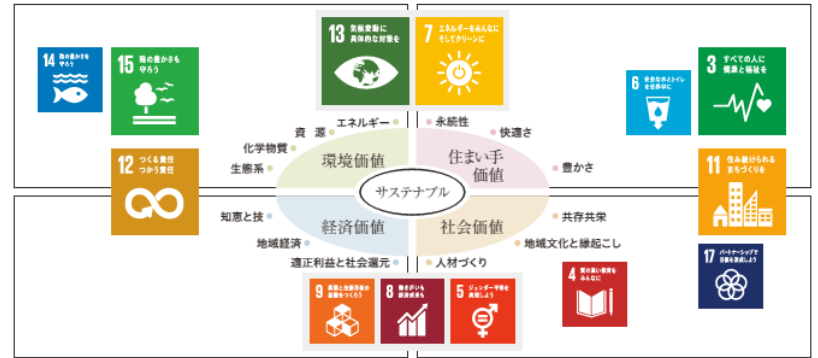 13 気候変動に
具体的な対策を
7 エネルギーをみんなに
そしてクリーンに
14 海の豊かさを
守ろう
15 陸の豊かさも
守ろう
6 安全な水とトイレ
を世界中に
3 すべての人に
健康と福祉を
12 つくる責任
つかう責任
11 住み続けられる
まちづくりを
エネルギー
資源
化学物質
生態系
環境価値
永続性
快適さ
豊かさ
住まい手
価値
サステナブル
知恵と技
地域経済
適正利益と社会還元
経済価値
共存共栄
地域文化と縁起こし
人材づくり
社会価値
9 産業と技術革新の
基盤をつくろう
8 働きがいも
経済成長も
5 ジェンダー平等を
実現しよう
4 質の高い教育を
みんなに
17 パートナーシップで
目標を達成しよう